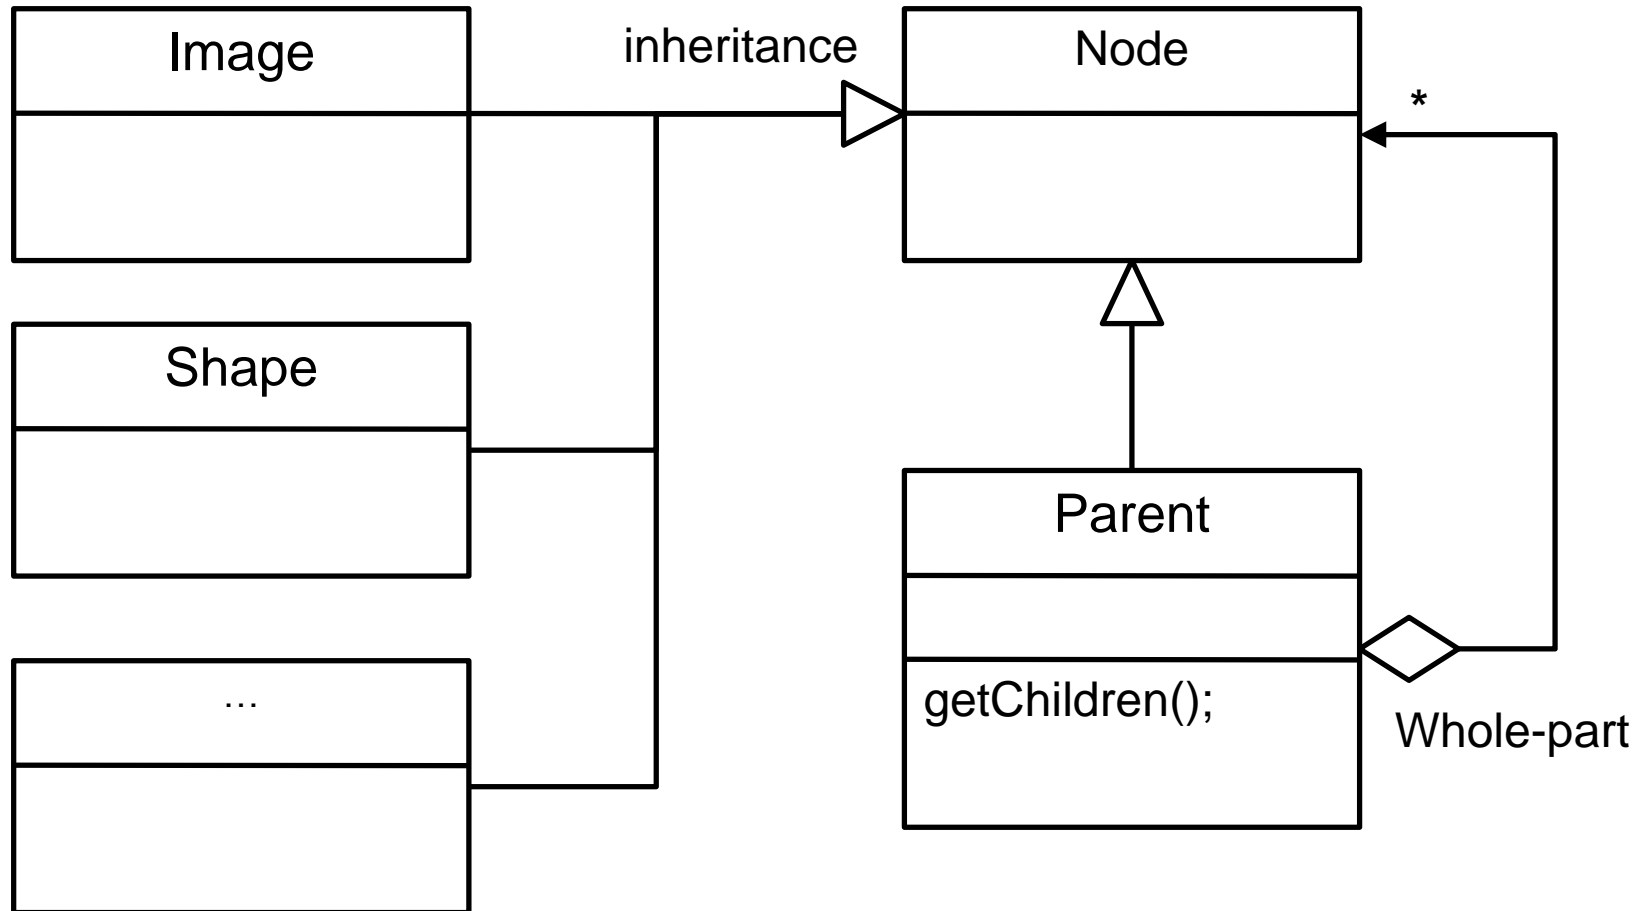 Image
inheritance
Node
*
Shape
Parent
getChildren();
...
Whole-part